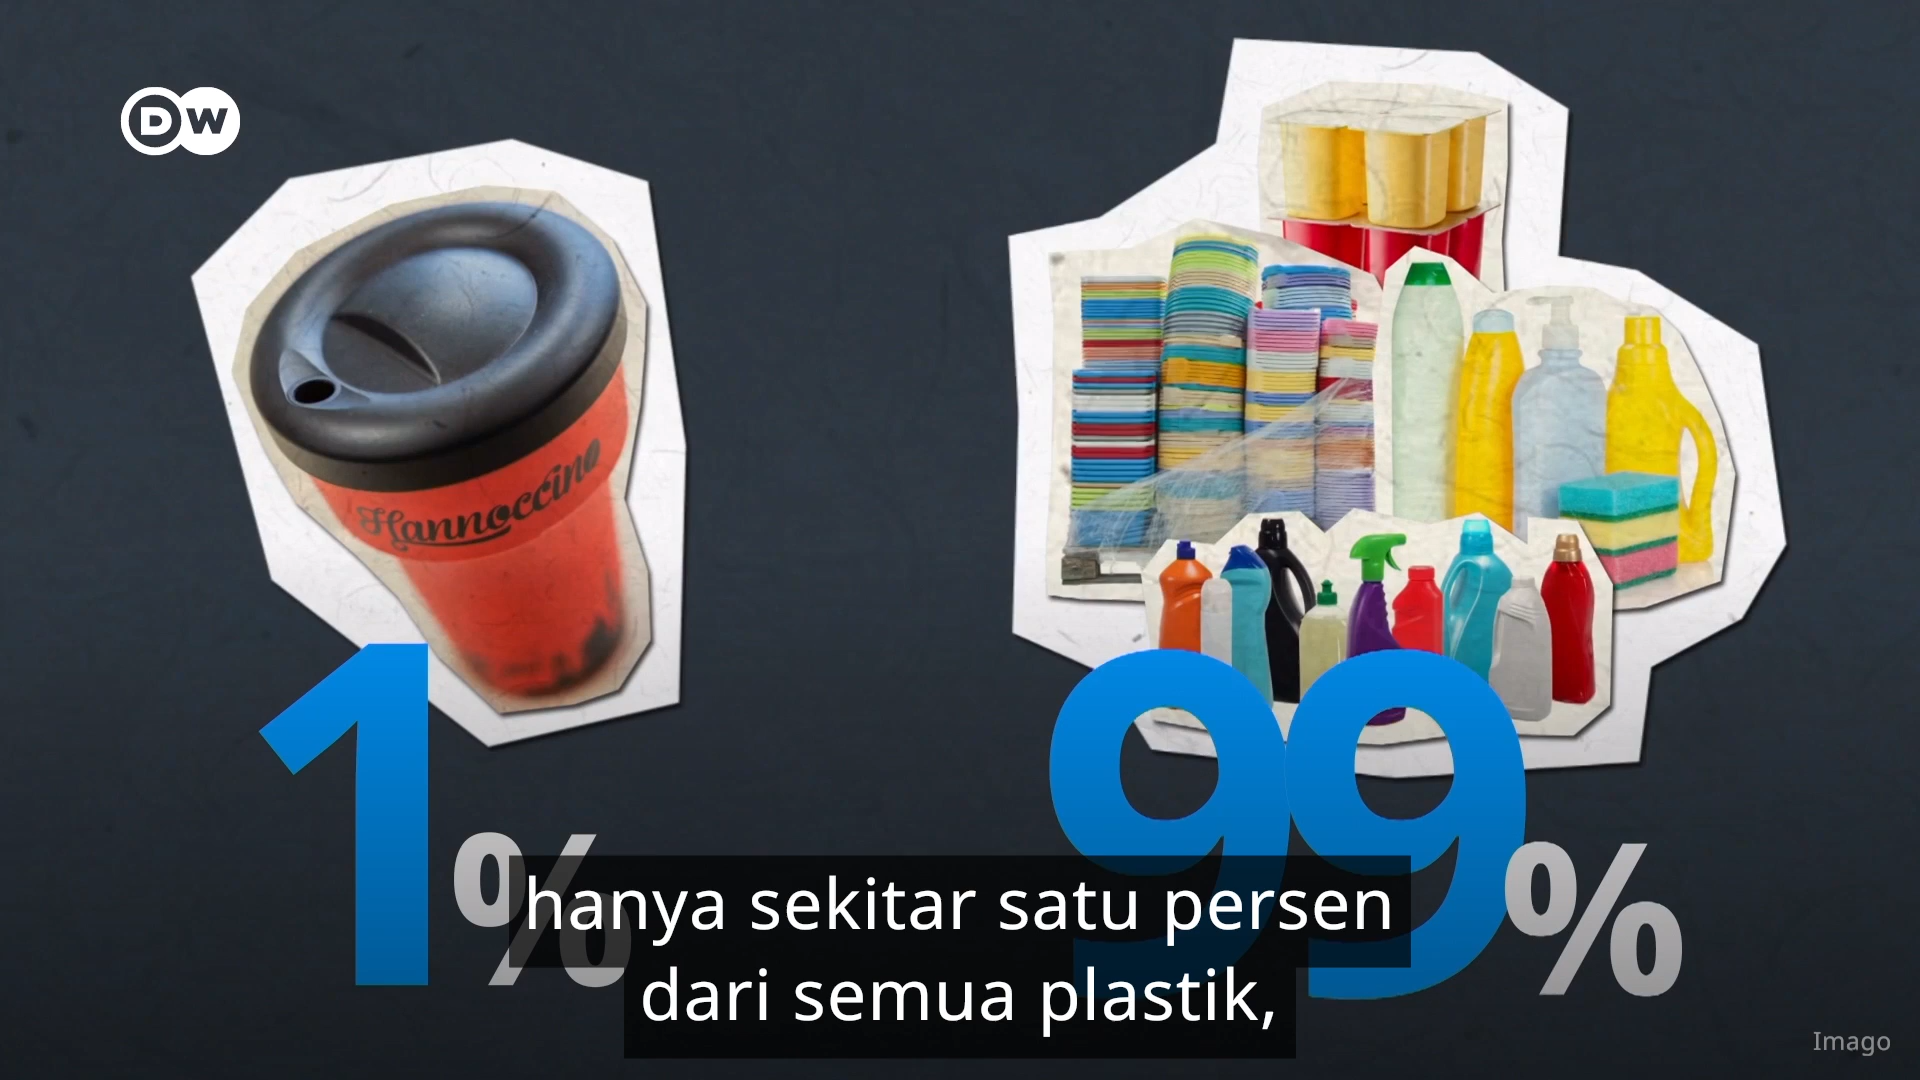 DW
Hannoccino
1%
99%
hanya sekitar satu persen
dari semua plastik,
Imago